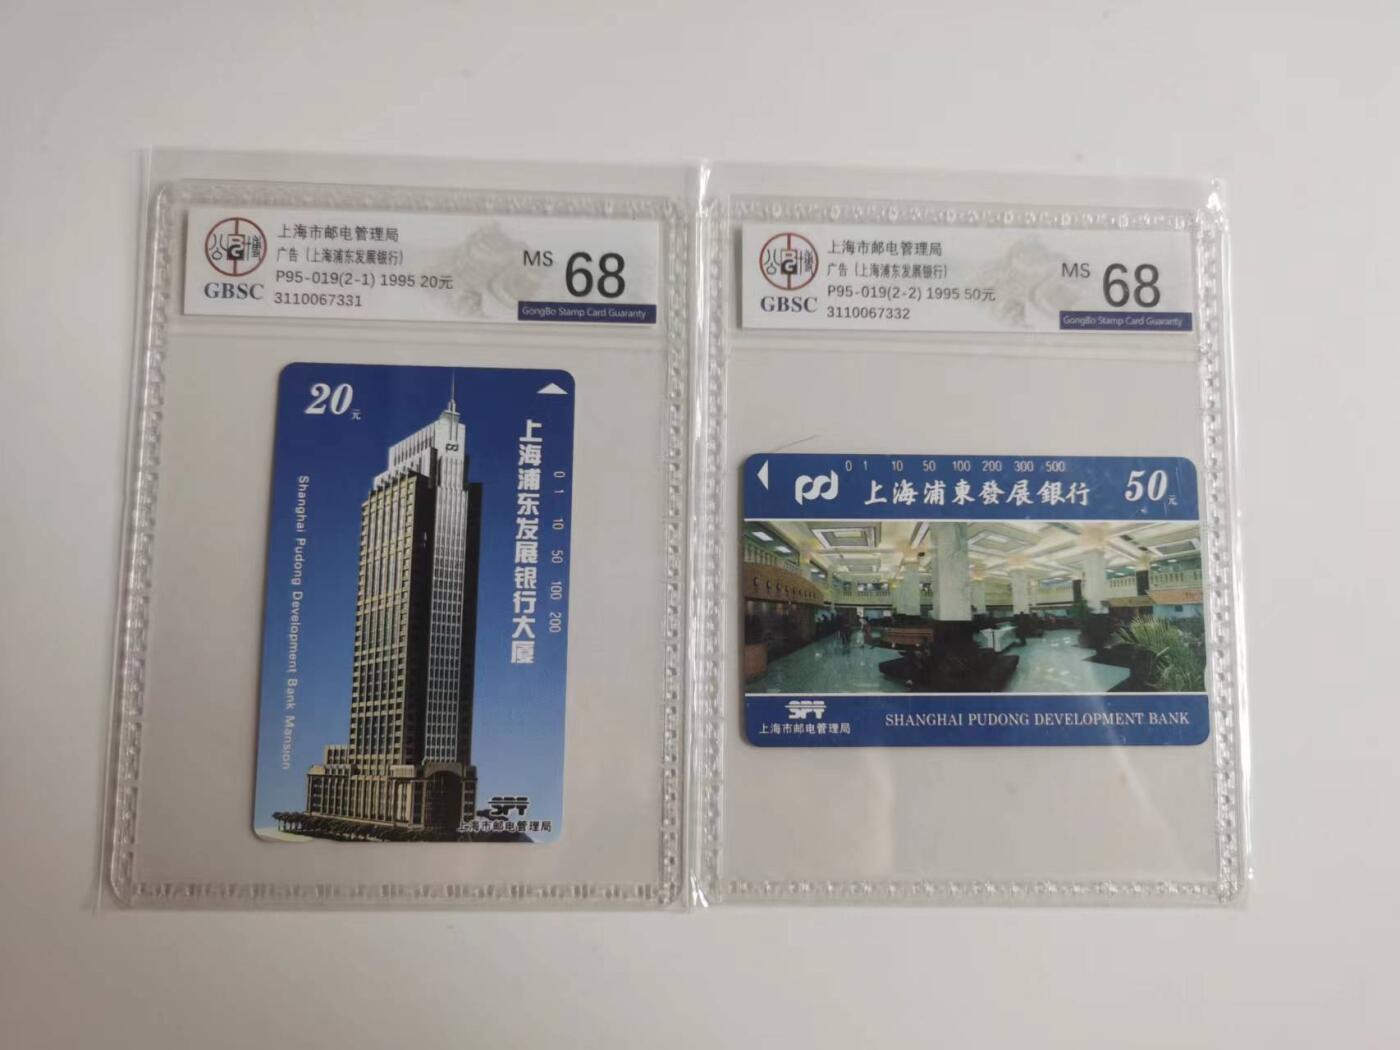 公博
BG
GBSC
上海市邮电管理局
广告(上海浦东发展银行)
P95-019(2-1) 1995 20元
3110067331
MS 68
GongBo Stamp Card Guaranty
20元
上海浦东发展银行大厦
0 1 10 50 100 200
Shanghai Pudong Development Bank Mansion
SPT
上海市邮电管理局
公博
BG
GBSC
上海市邮电管理局
广告(上海浦东发展银行)
P95-019(2-2) 1995 50元
3110067332
MS 68
GongBo Stamp Card Guaranty
0 1 10 50 100 200 300 500
上海浦東發展銀行 50元
SPT
上海市邮电管理局
SHANGHAI PUDONG DEVELOPMENT BANK